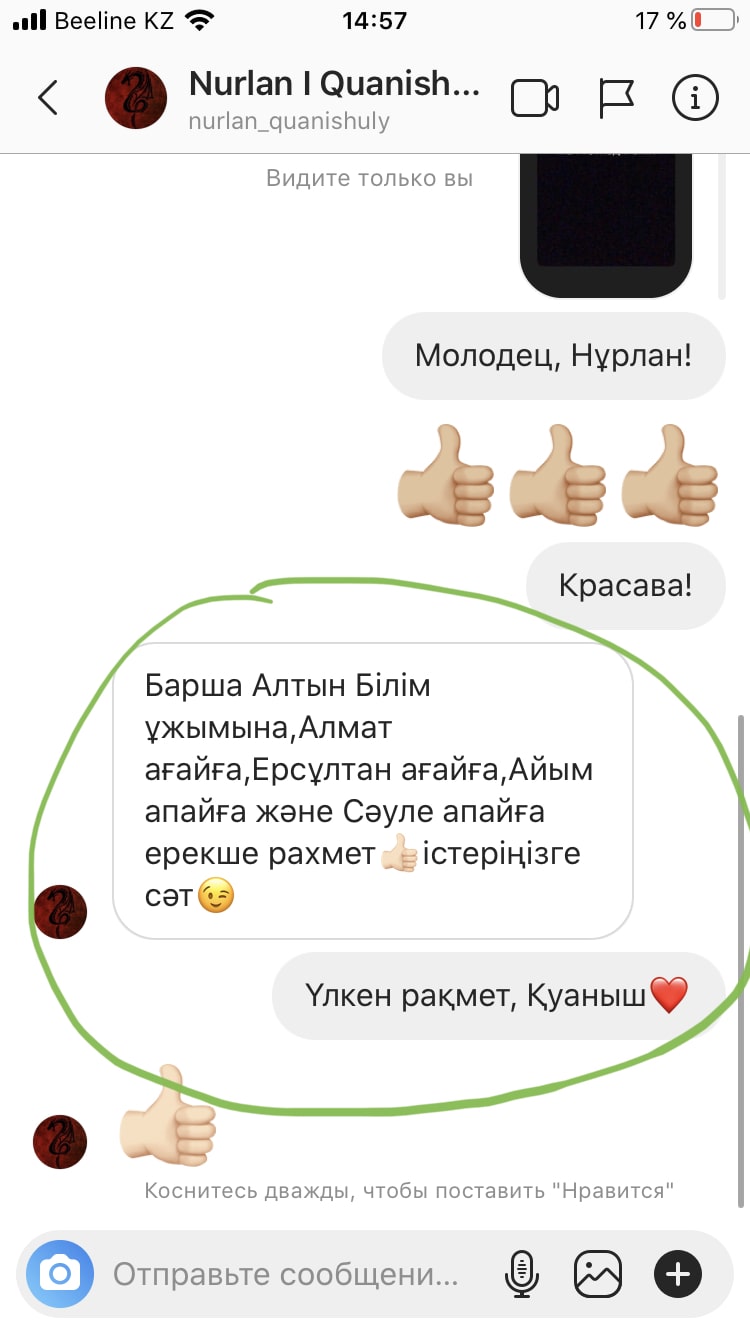 Beeline KZ 14:57 17 %
Nurlan I Quanish...
nurlan_quanishuly
Видите только вы
Молодец, Нұрлан!
👍🏼👍🏼👍🏼
Красава!
Барша Алтын Білім
ұжымына,Алмат
ағайға,Ерсұлтан ағайға,Айым
апайға және Сәуле апайға
ерекше рахмет👍🏻істеріңізге
сәт😉
Үлкен рақмет, Қуаныш❤️
👍🏻
Коснитесь дважды, чтобы поставить "Нравится"
Отправьте сообщени...